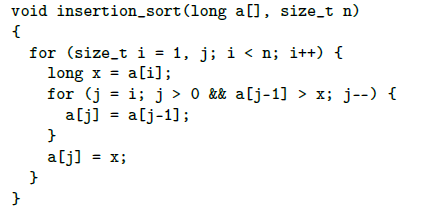 void insertion_sort(long a[], size_t n)
{
  for (size_t i = 1, j; i < n; i++) {
    long x = a[i];
    for (j = i; j > 0 && a[j-1] > x; j--) {
      a[j] = a[j-1];
    }
    a[j] = x;
  }
}